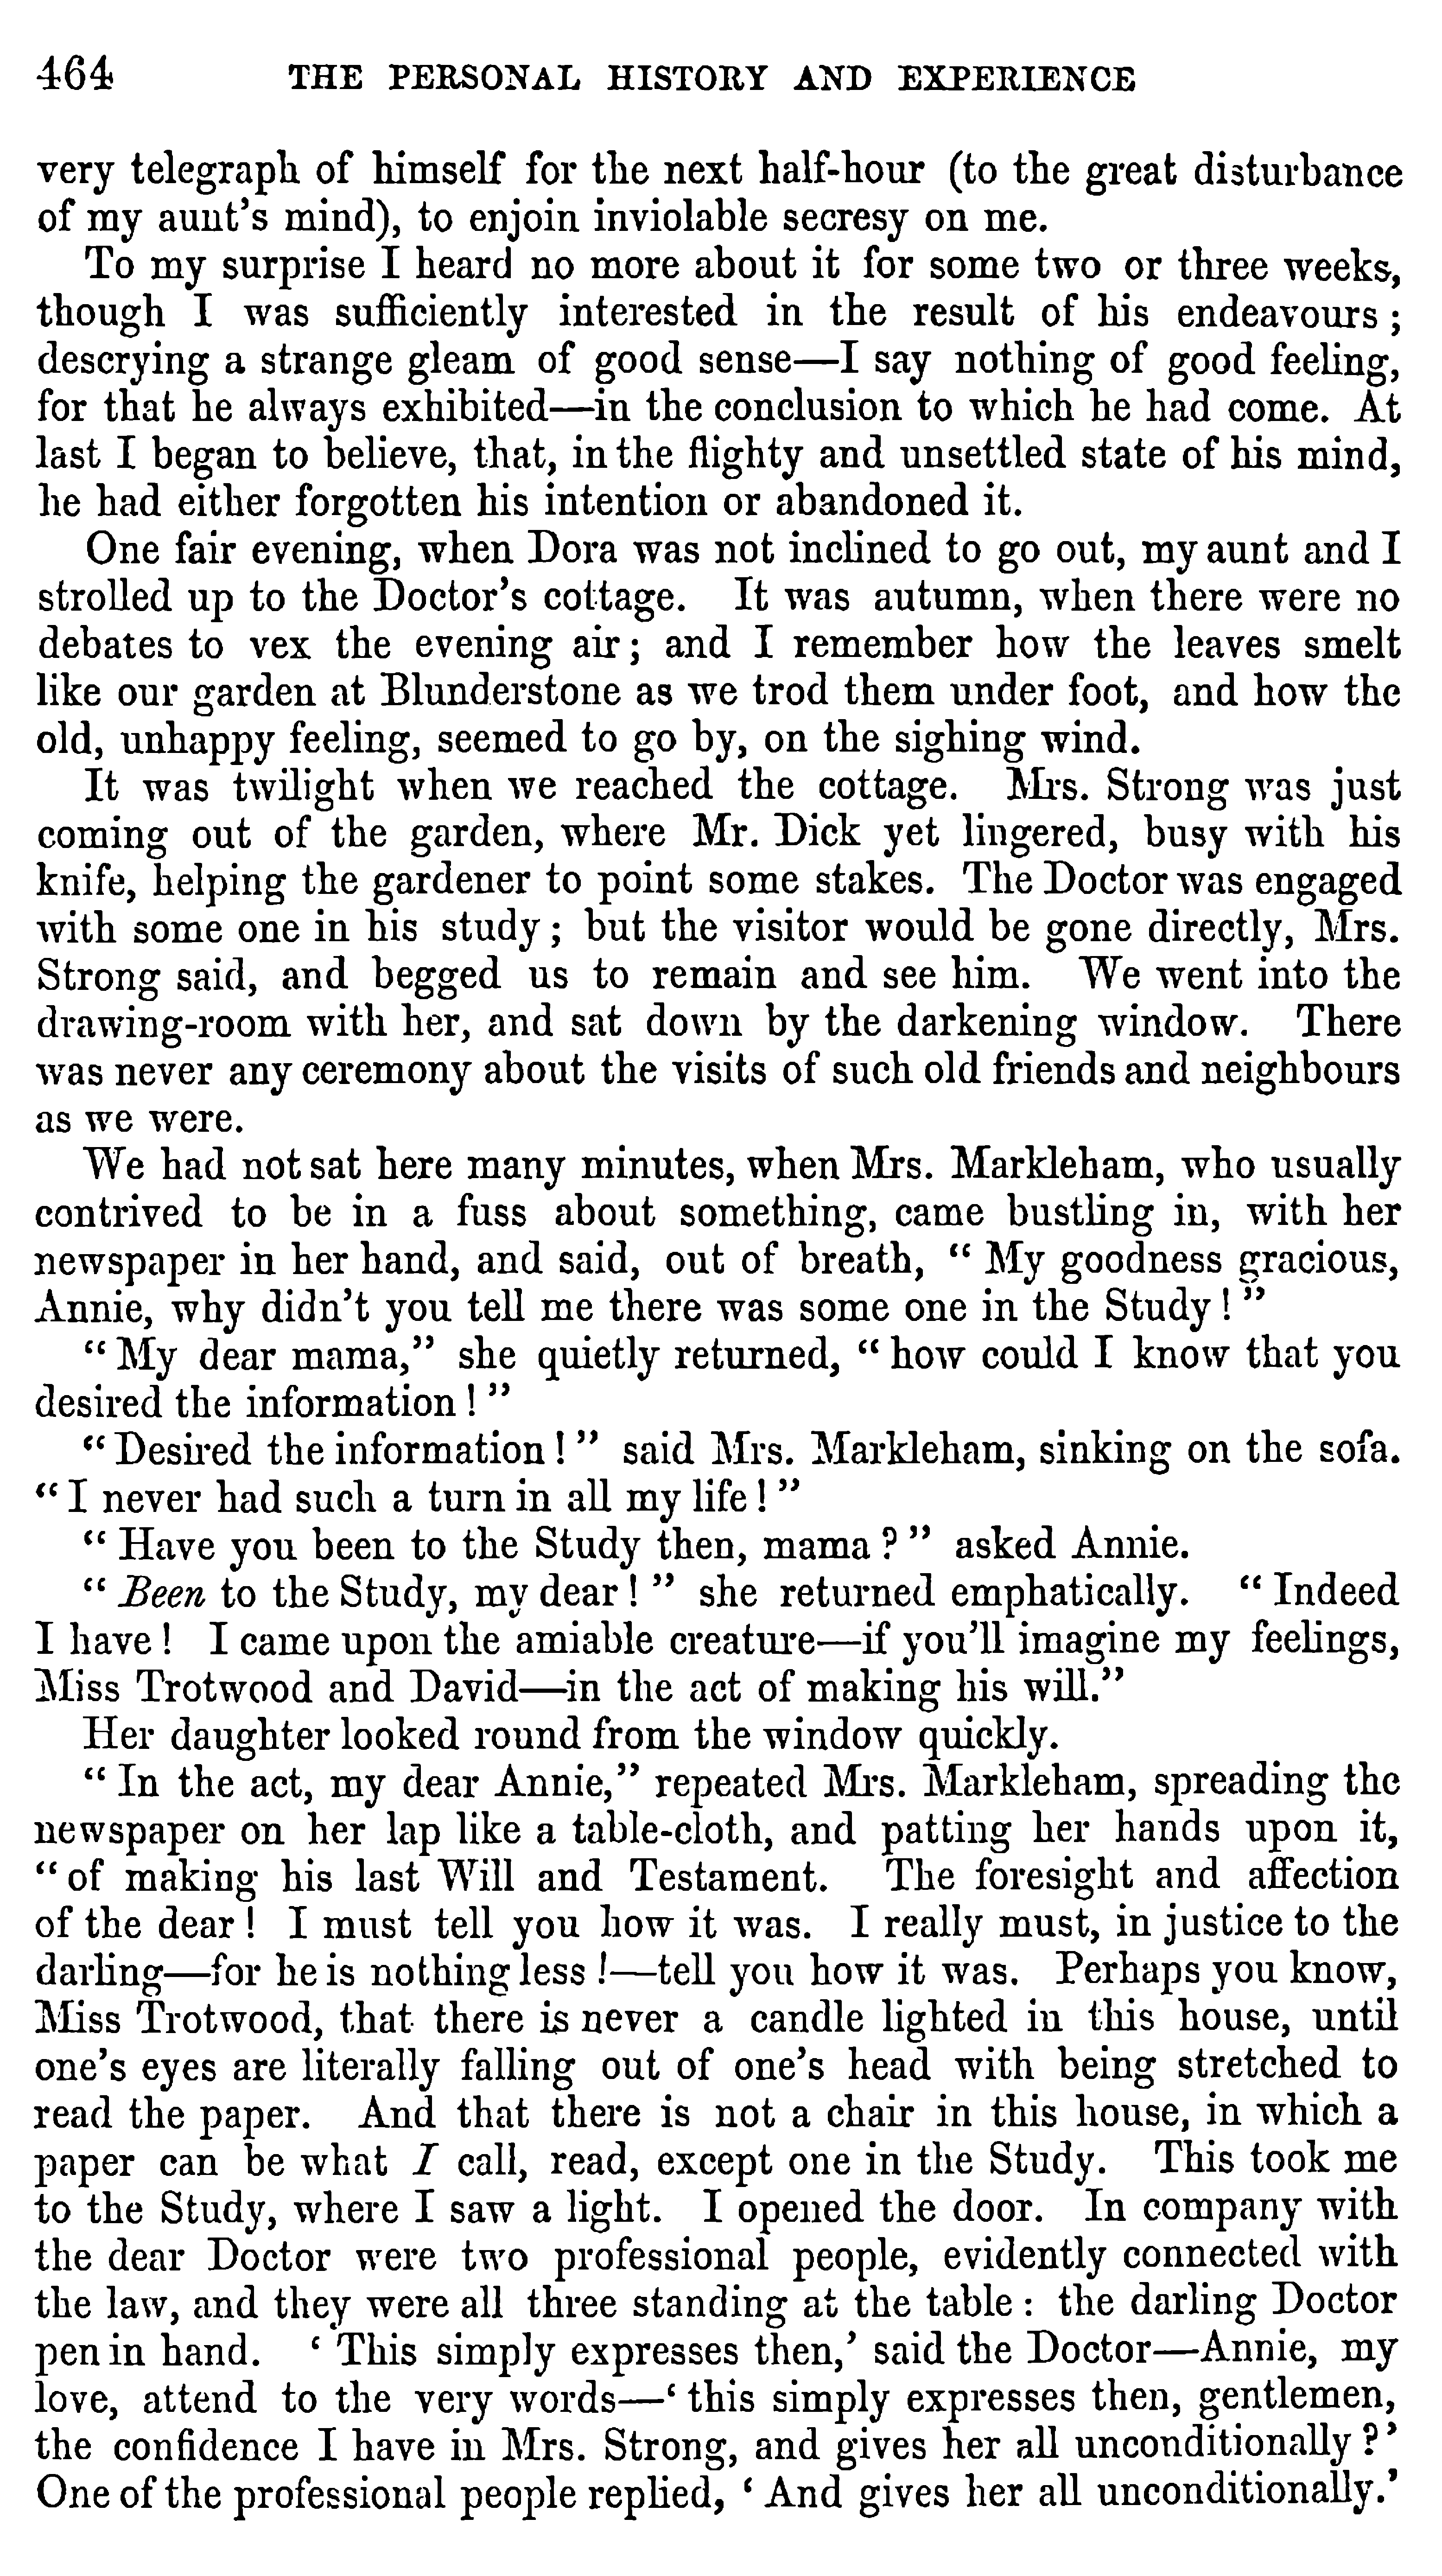 464 THE PERSONAL HISTORY AND EXPERIENCE
very telegraph of himself for the next half-hour (to the great disturbance
of my aunt's mind), to enjoin inviolable secresy on me.
To my surprise I heard no more about it for some two or three weeks,
though I was sufficiently interested in the result of his endeavours;
descrying a strange gleam of good sense—I say nothing of good feeling,
for that he always exhibited—in the conclusion to which he had come. At
last I began to believe, that, in the flighty and unsettled state of his mind,
he had either forgotten his intention or abandoned it.
One fair evening, when Dora was not inclined to go out, my aunt and I
strolled up to the Doctor's cottage. It was autumn, when there were no
debates to vex the evening air; and I remember how the leaves smelt
like our garden at Blunderstone as we trod them under foot, and how the
old, unhappy feeling, seemed to go by, on the sighing wind.
It was twilight when we reached the cottage. Mrs. Strong was just
coming out of the garden, where Mr. Dick yet lingered, busy with his
knife, helping the gardener to point some stakes. The Doctor was engaged
with some one in his study; but the visitor would be gone directly, Mrs.
Strong said, and begged us to remain and see him. We went into the
drawing-room with her, and sat down by the darkening window. There
was never any ceremony about the visits of such old friends and neighbours
as we were.
We had not sat here many minutes, when Mrs. Markleham, who usually
contrived to be in a fuss about something, came bustling in, with her
newspaper in her hand, and said, out of breath, "My goodness gracious,
Annie, why didn't you tell me there was some one in the Study!"
"My dear mama," she quietly returned, "how could I know that you
desired the information!"
"Desired the information!" said Mrs. Markleham, sinking on the sofa.
"I never had such a turn in all my life!"
"Have you been to the Study then, mama?" asked Annie.
"Been to the Study, my dear!" she returned emphatically. "Indeed
I have! I came upon the amiable creature—if you'll imagine my feelings,
Miss Trotwood and David—in the act of making his will."
Her daughter looked round from the window quickly.
"In the act, my dear Annie," repeated Mrs. Markleham, spreading the
newspaper on her lap like a table-cloth, and patting her hands upon it,
"of making his last Will and Testament. The foresight and affection
of the dear! I must tell you how it was. I really must, in justice to the
darling—for he is nothing less!—tell you how it was. Perhaps you know,
Miss Trotwood, that there is never a candle lighted in this house, until
one's eyes are literally falling out of one's head with being stretched to
read the paper. And that there is not a chair in this house, in which a
paper can be what I call, read, except one in the Study. This took me
to the Study, where I saw a light. I opened the door. In company with
the dear Doctor were two professional people, evidently connected with
the law, and they were all three standing at the table: the darling Doctor
pen in hand. 'This simply expresses then,' said the Doctor—Annie, my
love, attend to the very words—'this simply expresses then, gentlemen,
the confidence I have in Mrs. Strong, and gives her all unconditionally?'
One of the professional people replied, 'And gives her all unconditionally.'